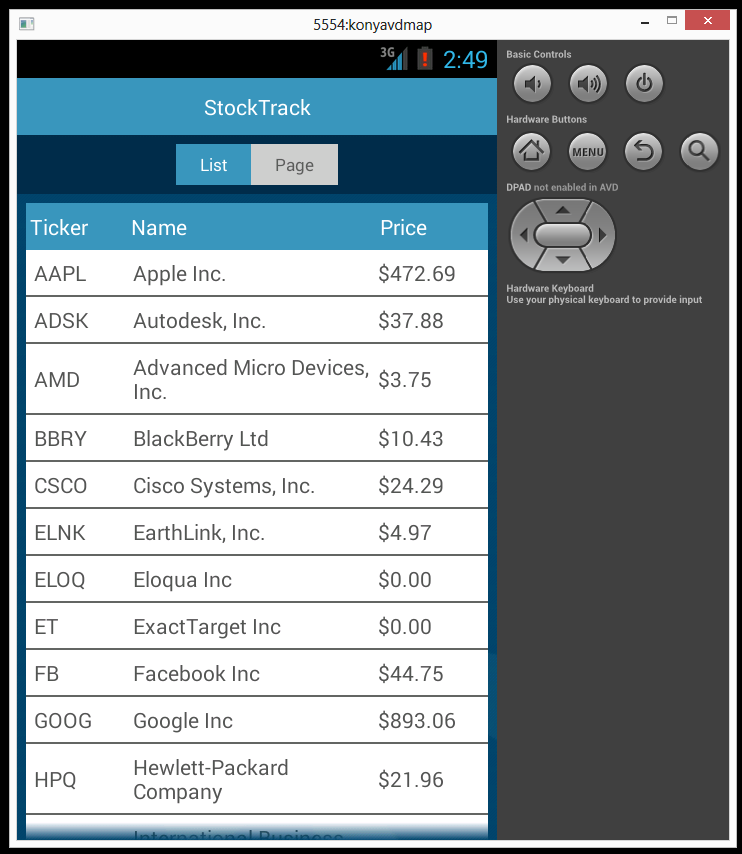 5554:konyavdmap
3G 2:49
StockTrack
List Page
Ticker Name Price
AAPL Apple Inc. $472.69
ADSK Autodesk, Inc. $37.88
AMD Advanced Micro Devices, Inc. $3.75
BBRY BlackBerry Ltd $10.43
CSCO Cisco Systems, Inc. $24.29
ELNK EarthLink, Inc. $4.97
ELOQ Eloqua Inc $0.00
ET ExactTarget Inc $0.00
FB Facebook Inc $44.75
GOOG Google Inc $893.06
HPQ Hewlett-Packard Company $21.96
International Business
Basic Controls
Hardware Buttons
MENU
DPAD not enabled in AVD
Hardware Keyboard
Use your physical keyboard to provide input